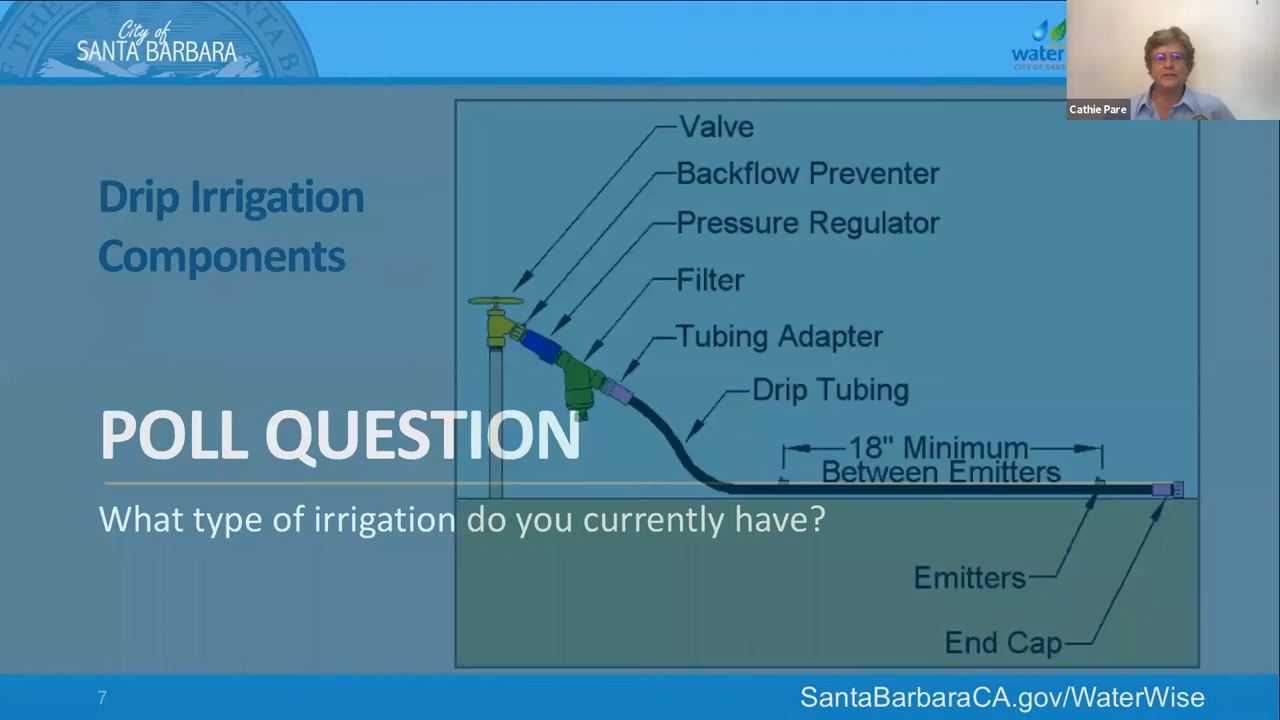 City of
SANTA BARBARA
water
CITY OF SANT
Cathie Pare
Drip Irrigation
Components
Valve
Backflow Preventer
Pressure Regulator
Filter
Tubing Adapter
Drip Tubing
18" Minimum
Between Emitters
Emitters
End Cap
POLL QUESTION
What type of irrigation do you currently have?
7
SantaBarbaraCA.gov/WaterWise